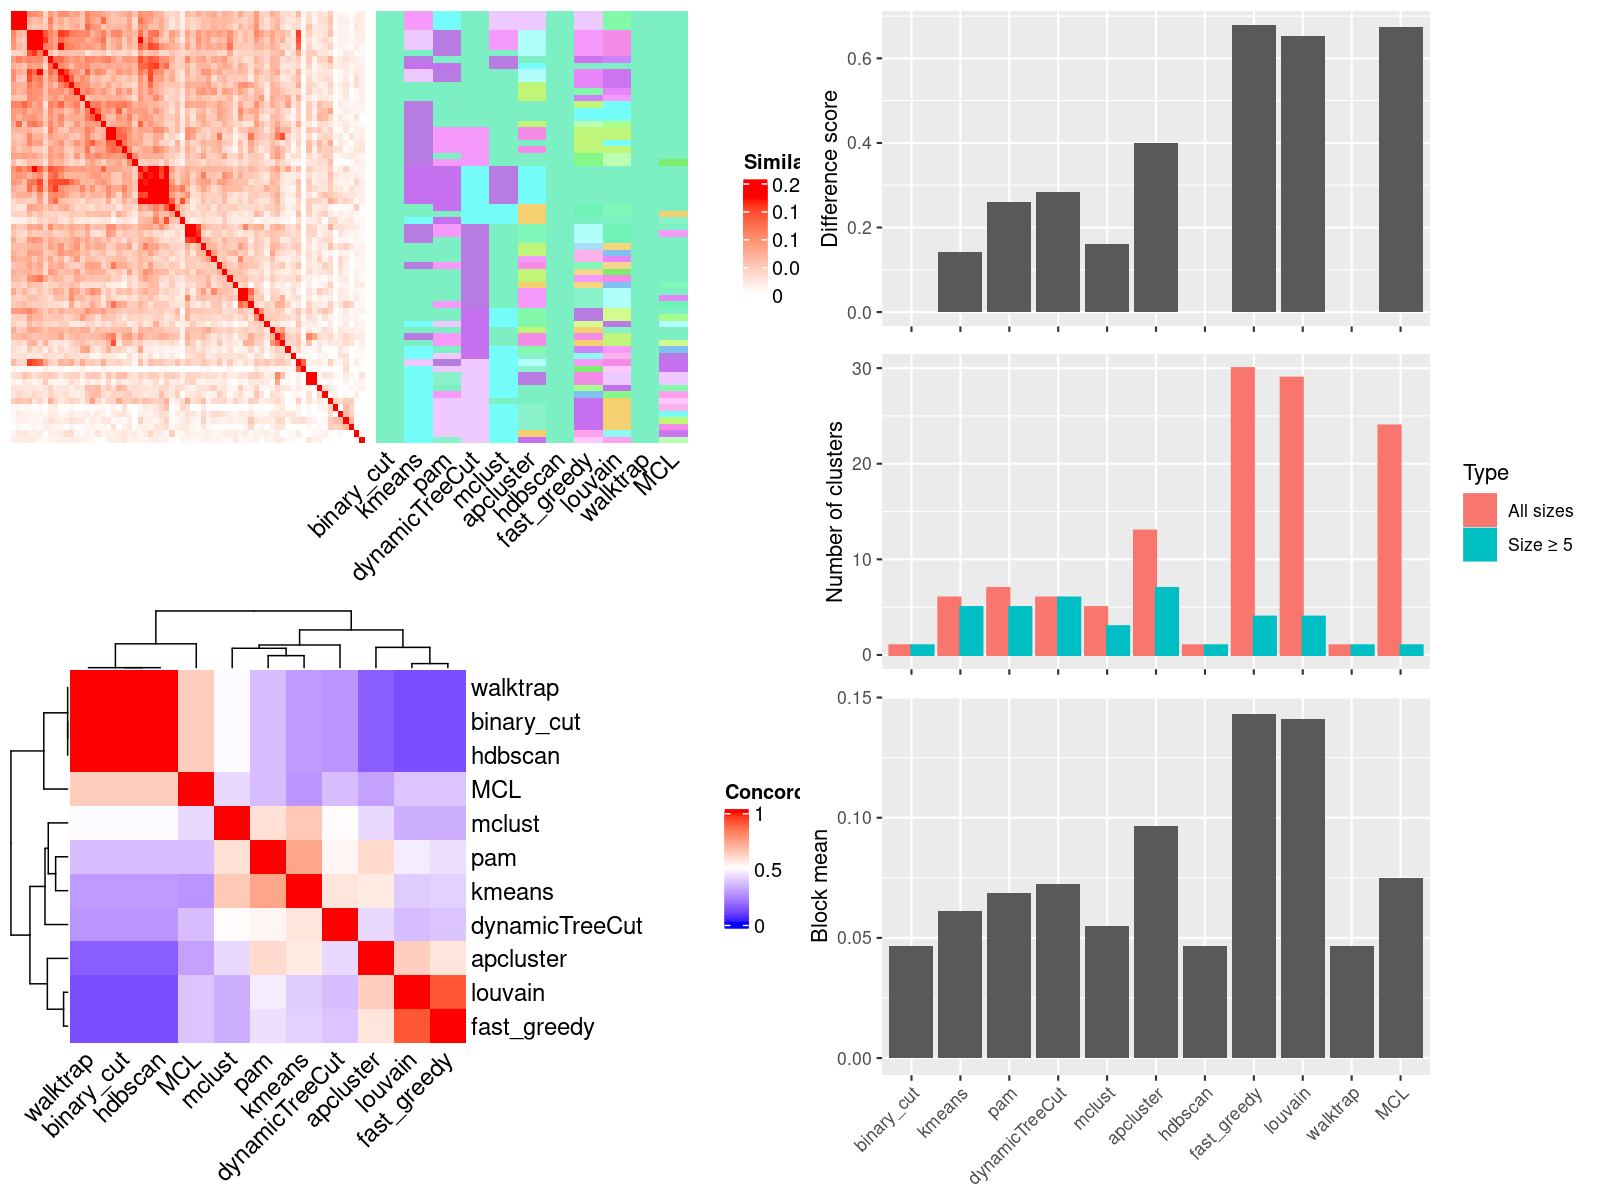 Simila
0.2
0.1
0.1
0.0
0
binary_cut
kmeans
pam
dynamicTreeCut
mclust
apcluster
hdbscan
fast_greedy
louvain
walktrap
MCL
walktrap
binary_cut
hdbscan
MCL
mclust
pam
kmeans
dynamicTreeCut
apcluster
louvain
fast_greedy
Concord
1
0.5
0
walktrap
binary_cut
hdbscan
MCL
mclust
pam
kmeans
dynamicTreeCut
apcluster
louvain
fast_greedy
Difference score
0.6
0.4
0.2
0.0
Number of clusters
30
20
10
0
Type
All sizes
Size ≥ 5
Block mean
0.15
0.10
0.05
0.00
binary_cut
kmeans
pam
dynamicTreeCut
mclust
apcluster
hdbscan
fast_greedy
louvain
walktrap
MCL